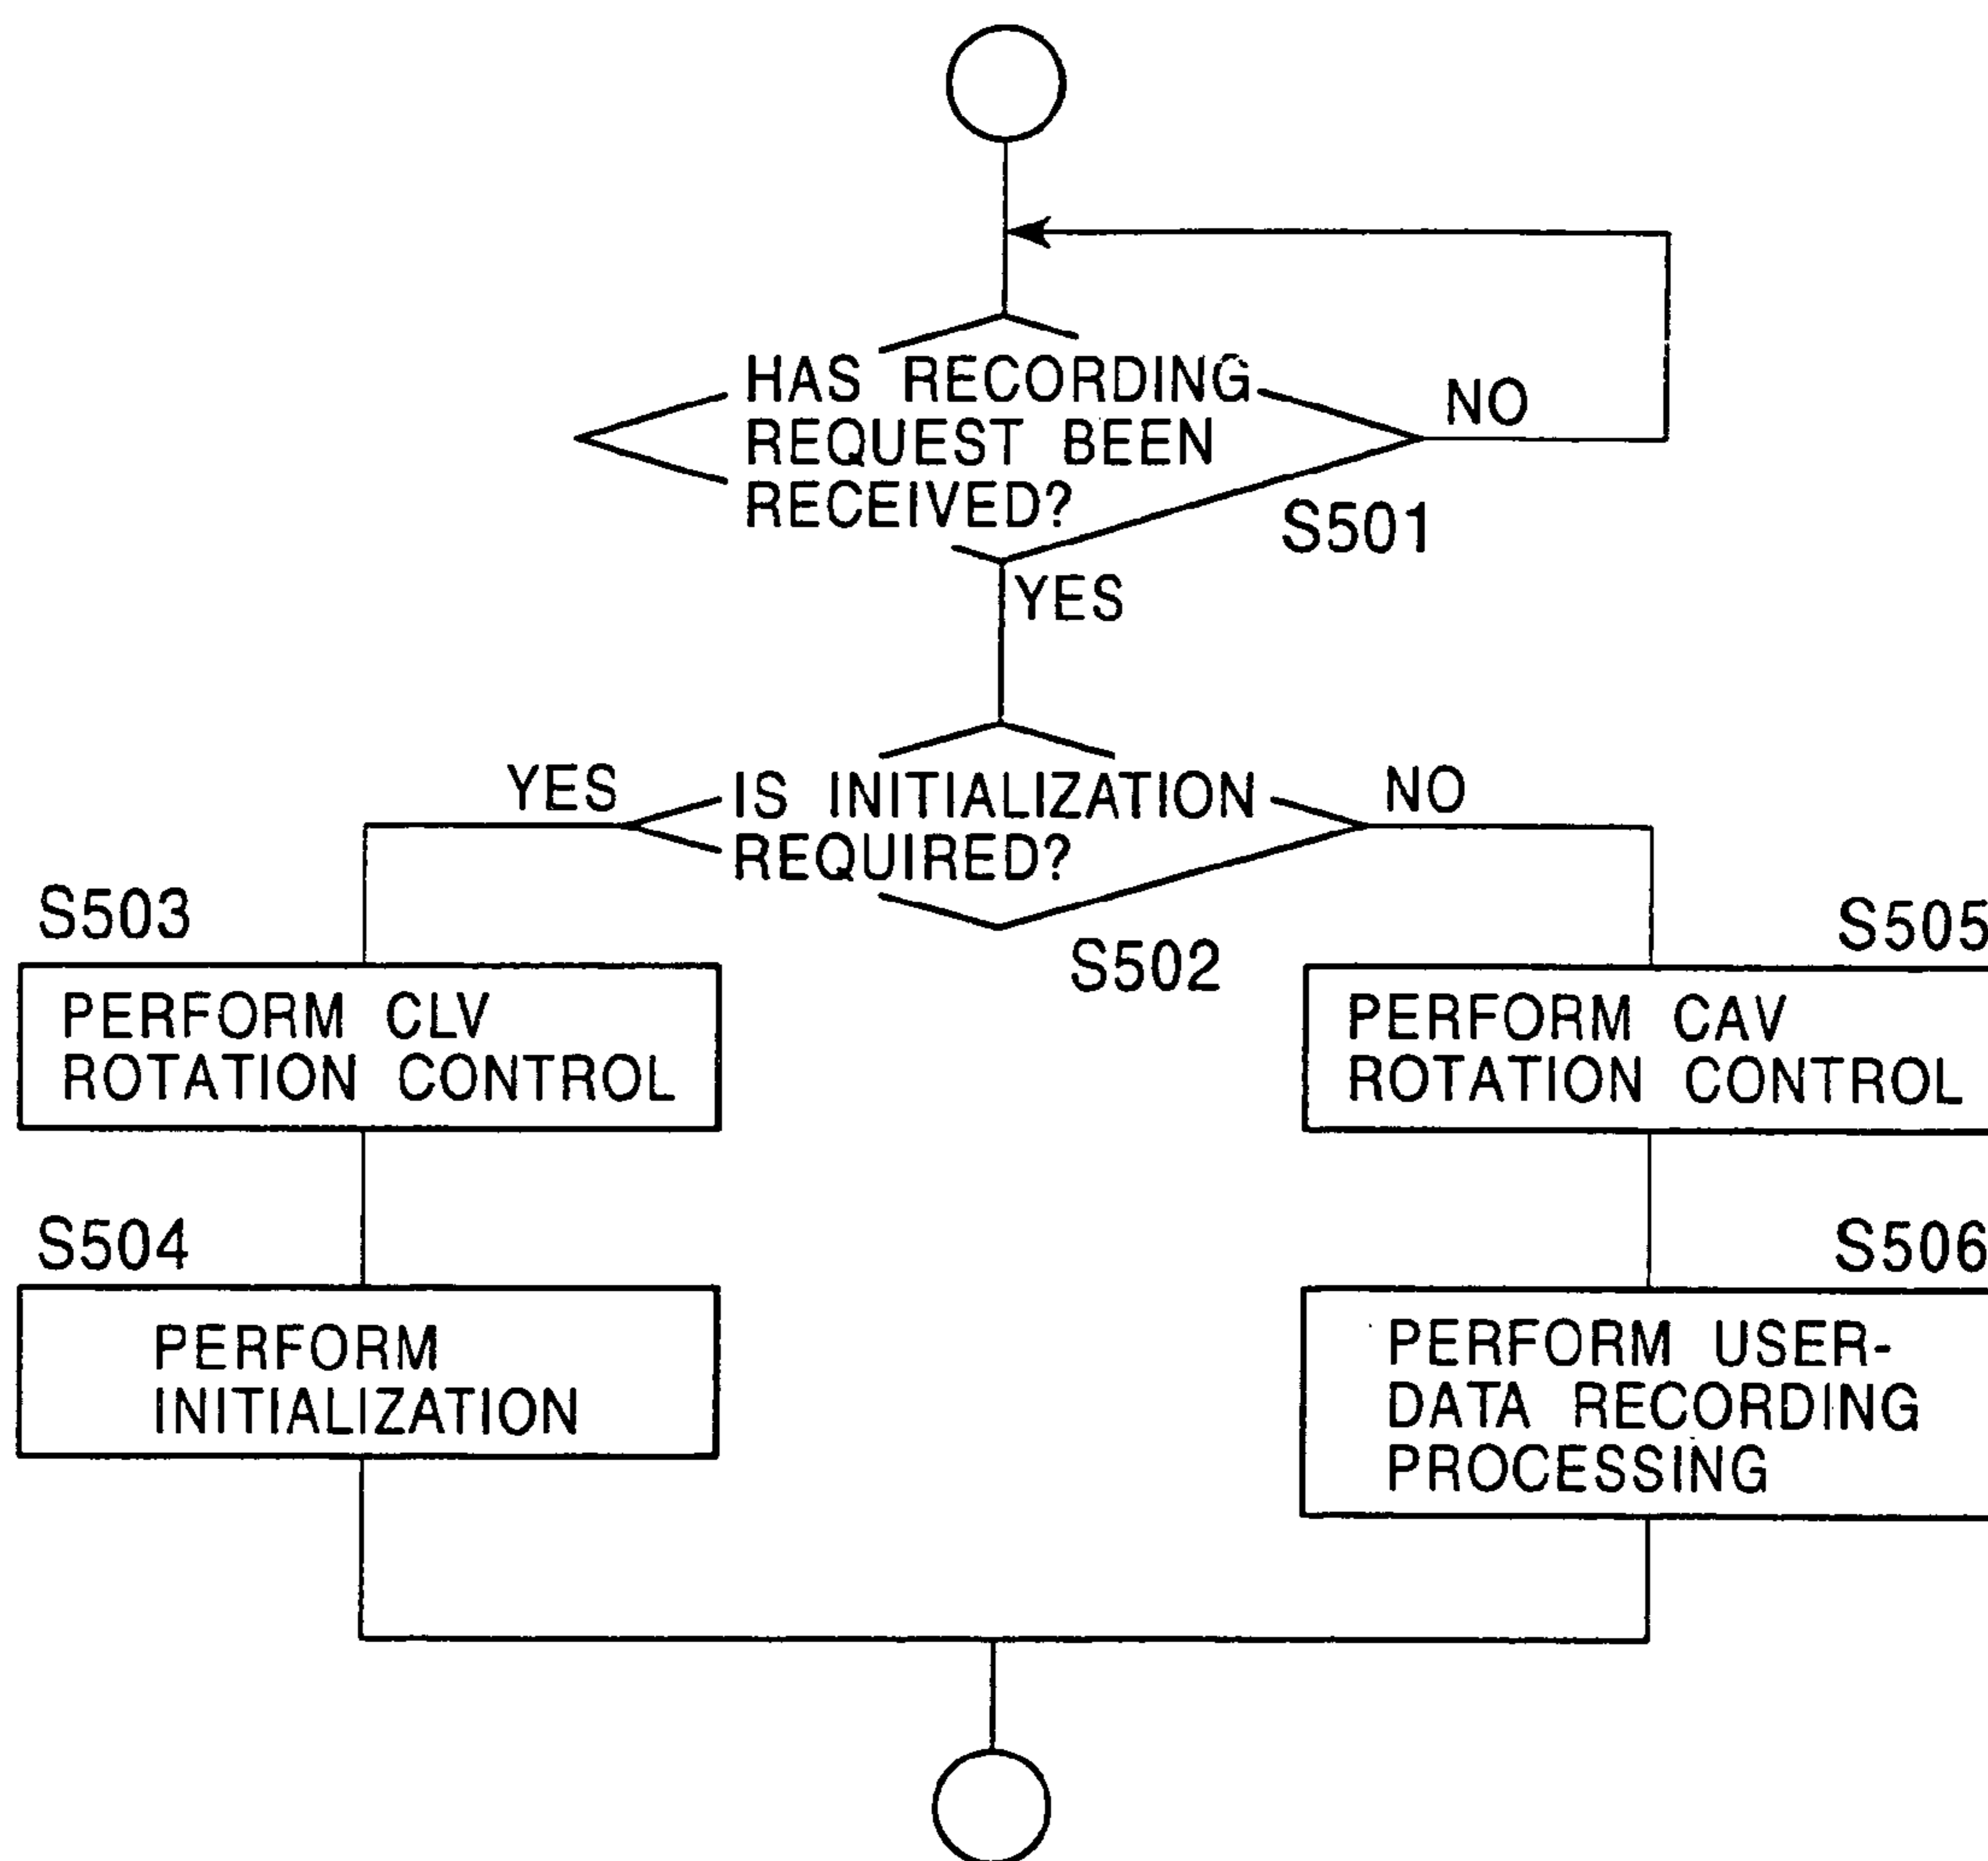 HAS RECORDING
REQUEST BEEN
RECEIVED?
NO
S501
YES
YES
IS INITIALIZATION
REQUIRED?
NO
S502
S503
PERFORM CLV
ROTATION CONTROL
S505
PERFORM CAV
ROTATION CONTROL
S504
PERFORM
INITIALIZATION
S506
PERFORM USER-
DATA RECORDING
PROCESSING